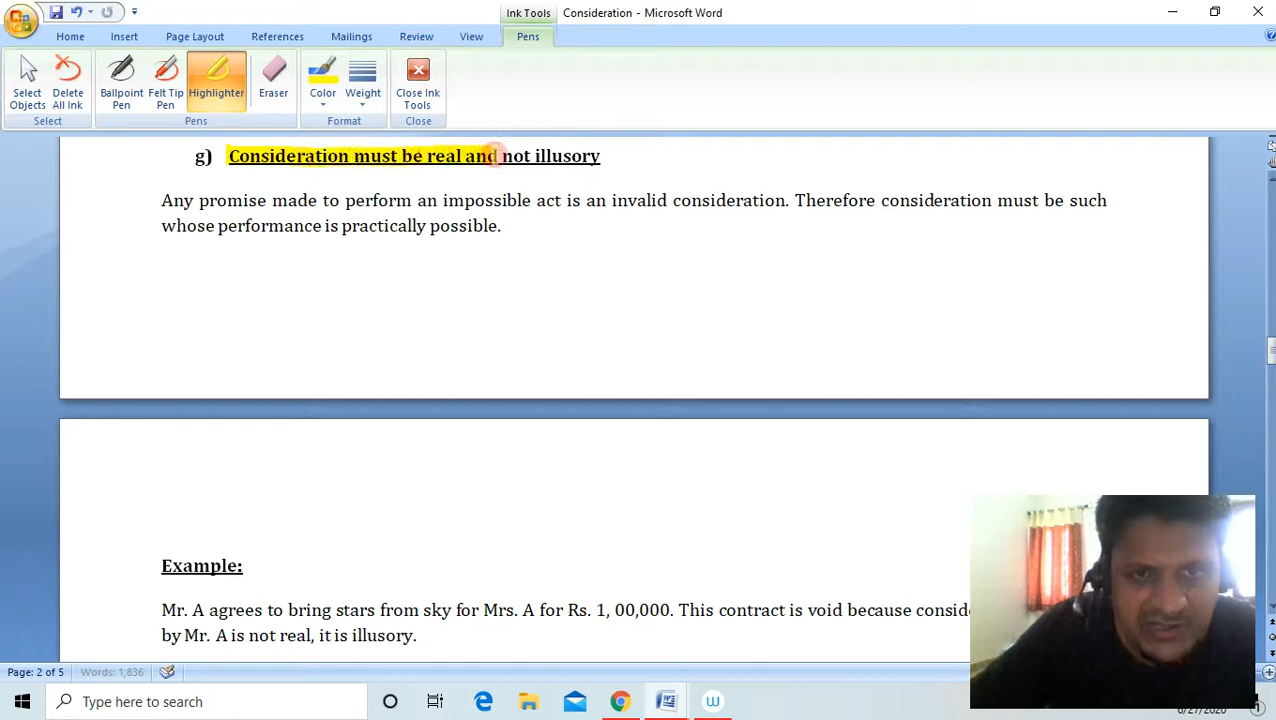 Ink Tools Consideration - Microsoft Word
Home Insert Page Layout References Mailings Review View Pens
Select Objects Delete All Ink Ballpoint Pen Felt Tip Pen Highlighter Eraser Color Weight Close Ink Tools
Select Pens Format Close
g) Consideration must be real and not illusory
Any promise made to perform an impossible act is an invalid consideration. Therefore consideration must be such
whose performance is practically possible.
Example:
Mr. A agrees to bring stars from sky for Mrs. A for Rs. 1, 00,000. This contract is void because
by Mr. A is not real, it is illusory.
Page: 2 of 5 Words: 1,836
Type here to search
6/27/2020